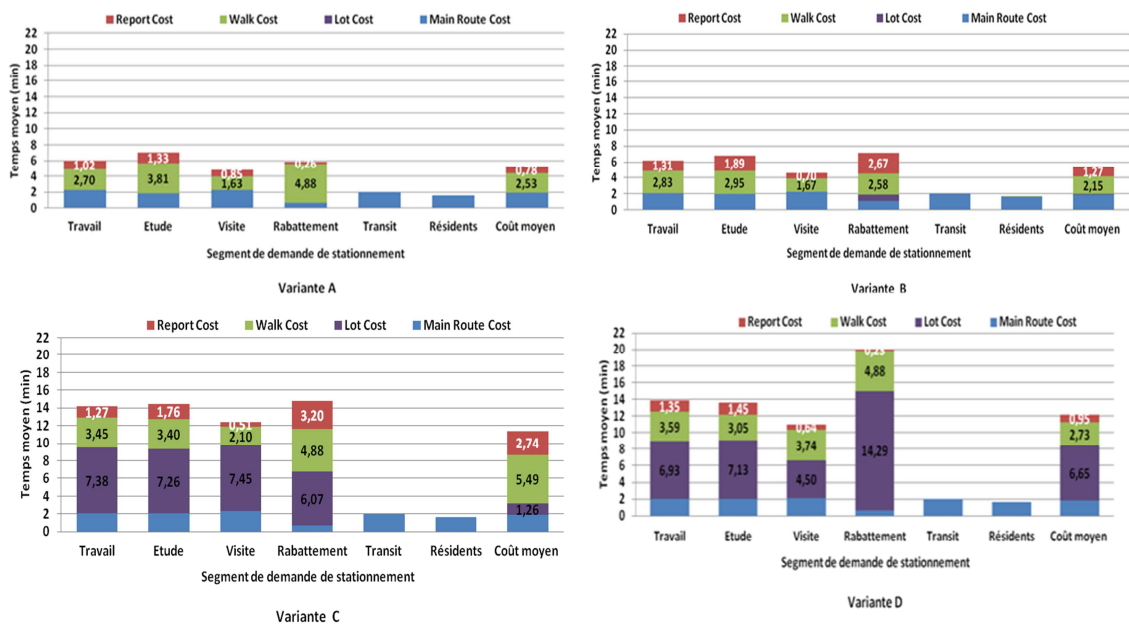 Report Cost Walk Cost Lot Cost Main Route Cost
Temps moyen (min)
22
20
18
16
14
12
10
8
6
4
2
0
1,02 1,33 0,85 0,26 0,78
2,70 3,81 1,63 4,88 2,53
Travail Etude Visite Rabattement Transit Résidents Coût moyen
Segment de demande de stationnement
Variante A
Report Cost Walk Cost Lot Cost Main Route Cost
Temps moyen (min)
22
20
18
16
14
12
10
8
6
4
2
0
1,31 1,89 0,70 2,67 1,27
2,83 2,95 1,67 2,58 2,15
Travail Etude Visite Rabattement Transit Résidents Coût moyen
Segment de demande de stationnement
Variante B
Report Cost Walk Cost Lot Cost Main Route Cost
Temps moyen (min)
22
20
18
16
14
12
10
8
6
4
2
0
1,27 1,76 0,51 3,20 2,74
3,45 3,40 2,10 4,88 5,49
7,38 7,26 7,45 6,07 1,26
Travail Etude Visite Rabattement Transit Résidents Coût moyen
Segment de demande de stationnement
Variante C
Report Cost Walk Cost Lot Cost Main Route Cost
Temps moyen (min)
22
20
18
16
14
12
10
8
6
4
2
0
1,35 1,45 0,64 0,25 0,95
3,59 3,05 3,74 4,88 2,73
6,93 7,13 4,50 14,29 6,65
Travail Etude Visite Rabattement Transit Résidents Coût moyen
Segment de demande de stationnement
Variante D